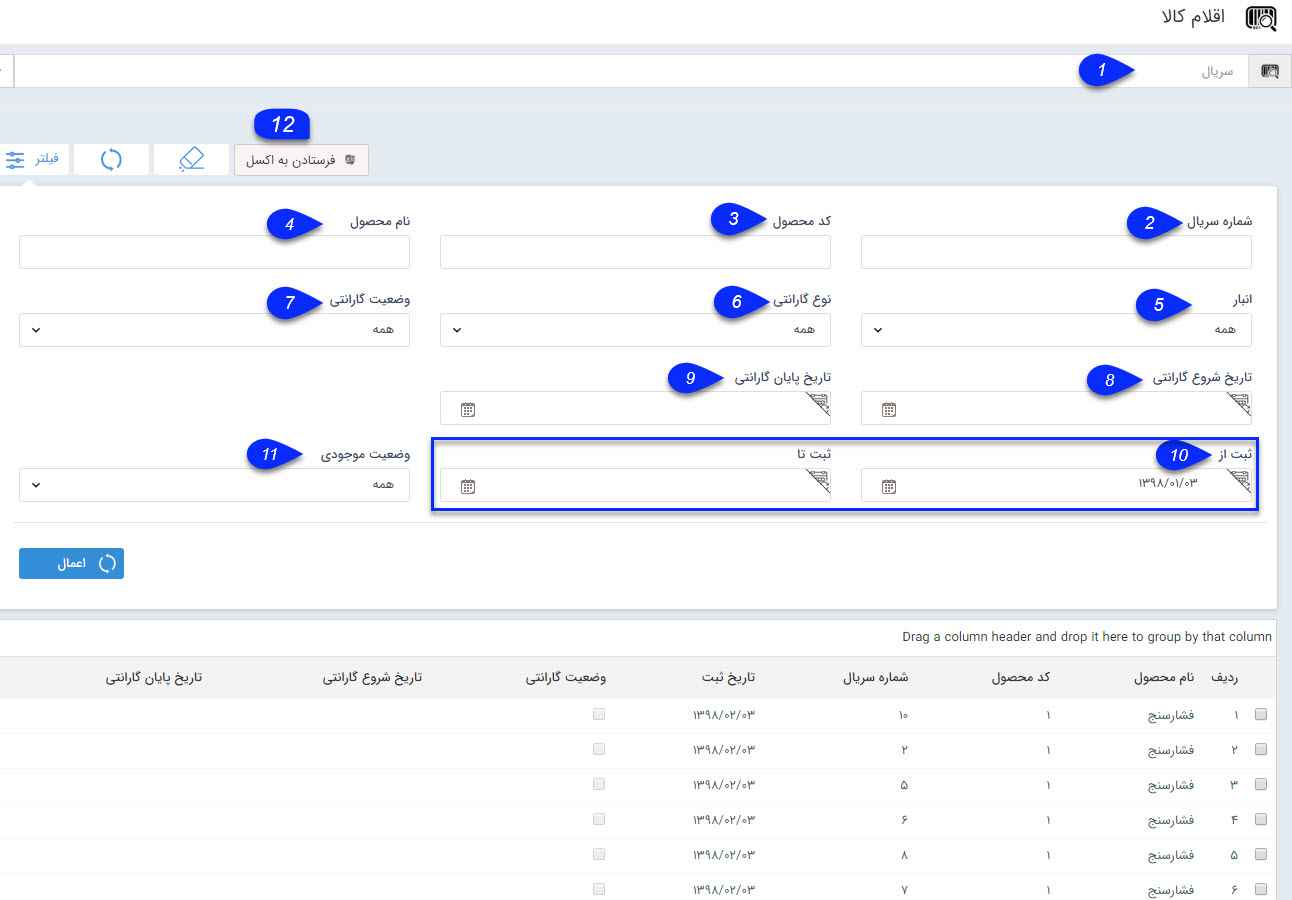 اقلام کالا
سریال 1
12
فرستادن به اکسل فیلتر
شماره سریال 2 کد محصول 3 نام محصول 4
انبار 5 نوع گارانتی 6 وضعیت گارانتی 7
همه همه همه
تاریخ شروع گارانتی 8 تاریخ پایان گارانتی 9
ثبت از 10 ثبت تا وضعیت موجودی 11
۱۳۹۸/۰۱/۰۳ همه
اعمال
Drag a column header and drop it here to group by that column
ردیف نام محصول کد محصول شماره سریال تاریخ ثبت وضعیت گارانتی تاریخ شروع گارانتی تاریخ پایان گارانتی
۱ فشارسنج ۱ ۱۰ ۱۳۹۸/۰۲/۰۳
۲ فشارسنج ۱ ۲ ۱۳۹۸/۰۲/۰۳
۳ فشارسنج ۱ ۵ ۱۳۹۸/۰۲/۰۳
۴ فشارسنج ۱ ۶ ۱۳۹۸/۰۲/۰۳
۵ فشارسنج ۱ ۸ ۱۳۹۸/۰۲/۰۳
۶ فشارسنج ۱ ۷ ۱۳۹۸/۰۲/۰۳